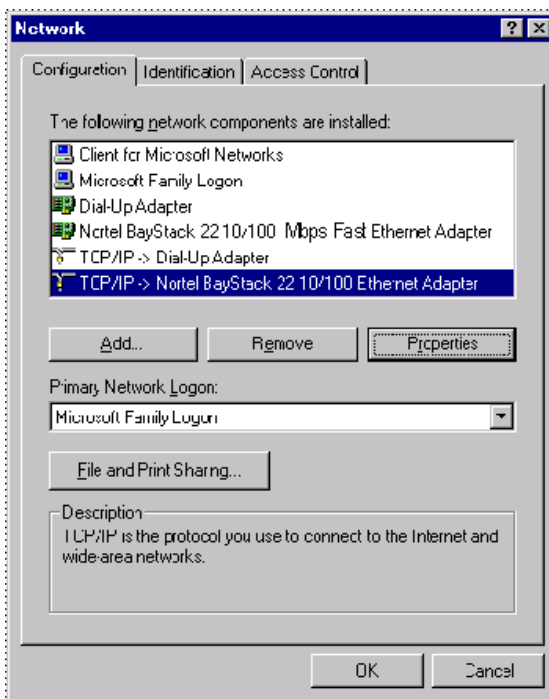 Network
Configuration Identification Access Control
The following network components are installed:
Client for Microsoft Networks
Microsoft Family Logon
Dial-Up Adapter
Nortel BayStack 22 10/100 Mbps Fast Ethernet Adapter
TCP/IP -> Dial-Up Adapter
TCP/IP -> Nortel BayStack 22 10/100 Ethernet Adapter
Add... Remove Properties
Primary Network Logon:
Microsoft Family Logon
File and Print Sharing...
Description
TCP/IP is the protocol you use to connect to the Internet and
wide-area networks.
OK Cancel